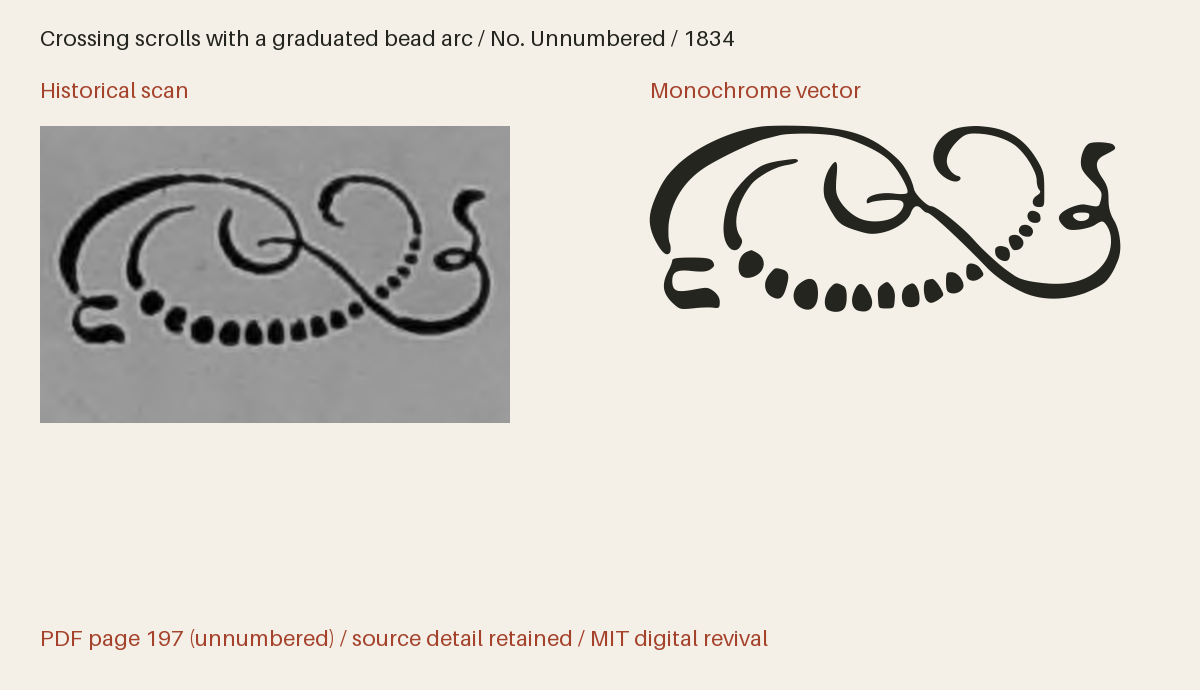 Crossing scrolls with a graduated bead arc / No. Unnumbered / 1834
Historical scan
Monochrome vector
PDF page 197 (unnumbered) / source detail retained / MIT digital revival